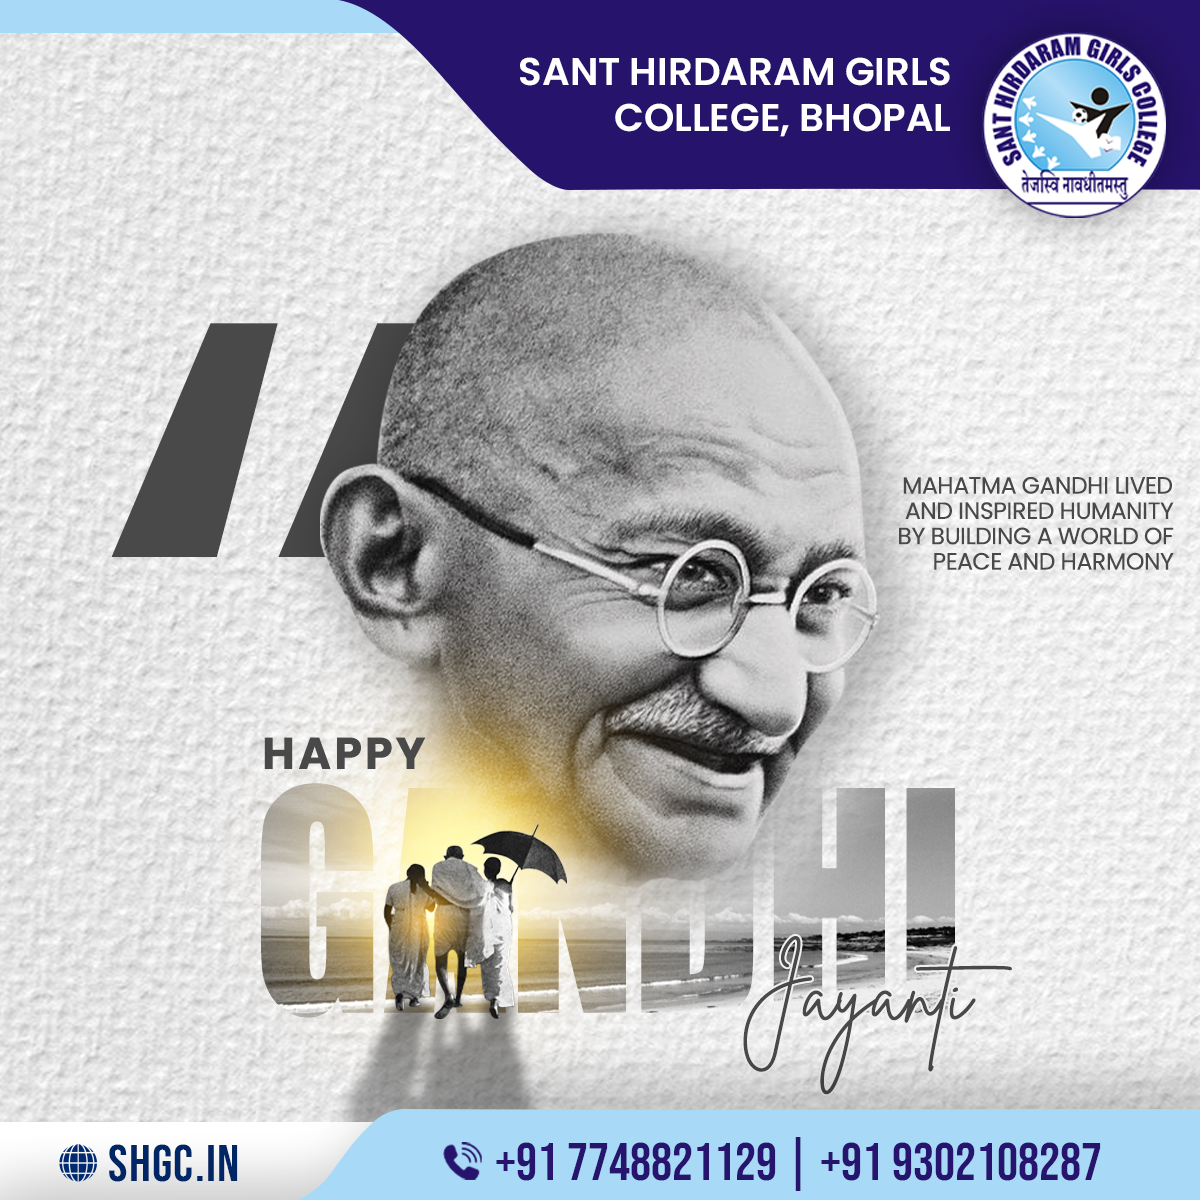 SANT HIRDARAM GIRLS
COLLEGE, BHOPAL
SANT HIRDARAM GIRLS COLLEGE
तेजस्वि नावधीतमस्तु
MAHATMA GANDHI LIVED
AND INSPIRED HUMANITY
BY BUILDING A WORLD OF
PEACE AND HARMONY
HAPPY
GANDHI
Jayanti
SHGC.IN
+91 7748821129 | +91 9302108287